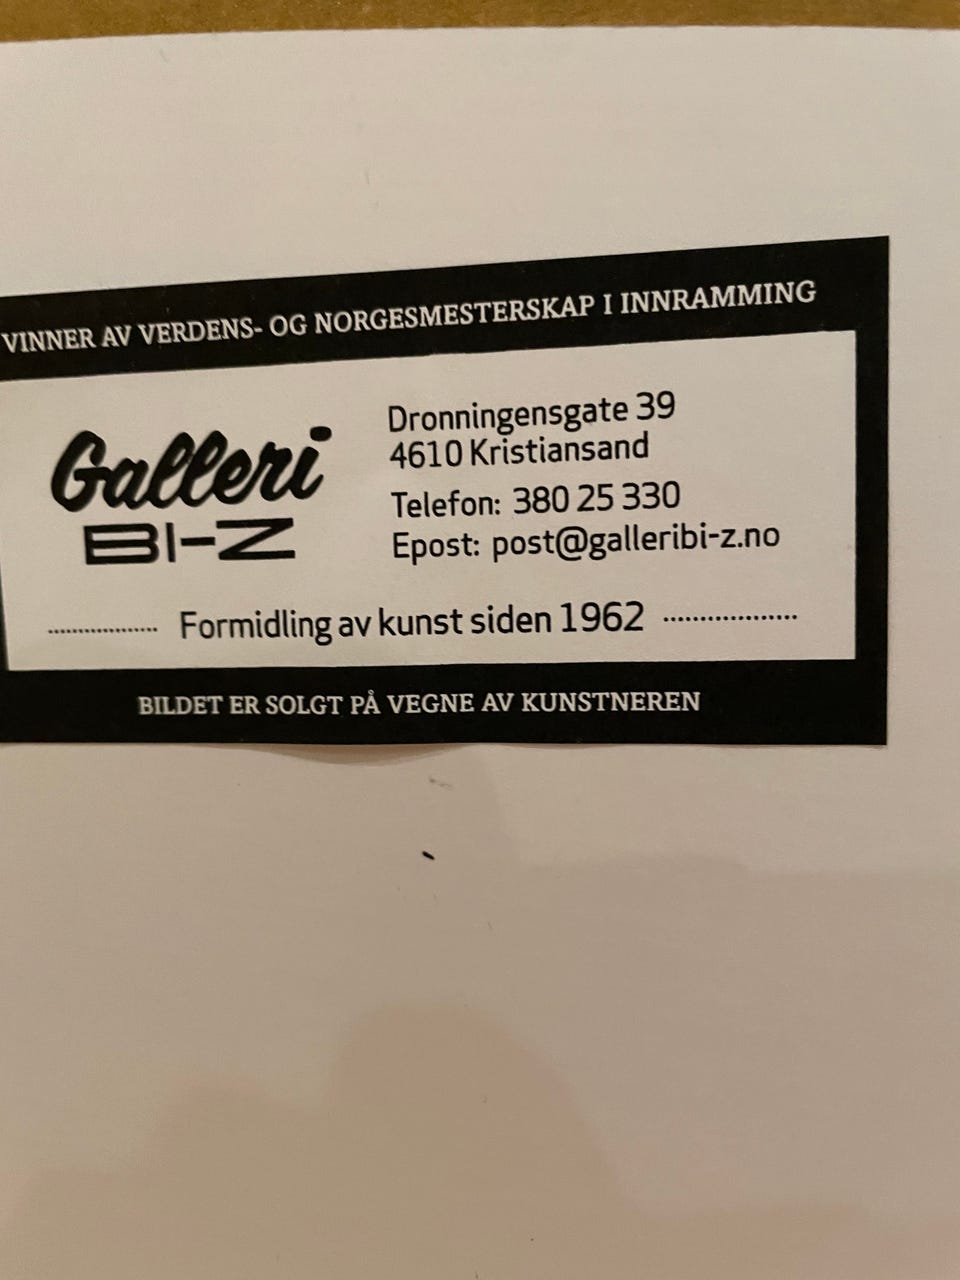 VINNER AV VERDENS- OG NORGESMESTERSKAP I INNRAMMING
Galleri
BI-Z
Dronningensgate 39
4610 Kristiansand
Telefon: 380 25 330
Epost: post@galleribi-z.no
Formidling av kunst siden 1962
BILDET ER SOLGT PÅ VEGNE AV KUNSTNEREN